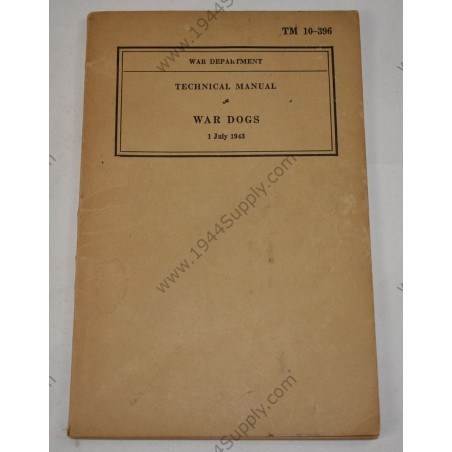 TM 10-396
WAR DEPARTMENT
TECHNICAL MANUAL
WAR DOGS
1 July 1943
www.1944Supply.com
www.1944Supply.com
www.1944Supply.com